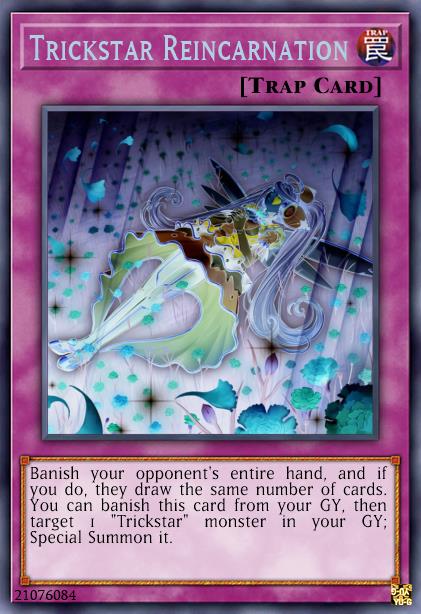 Trickstar Reincarnation
TRAP
罠
[Trap Card]
Banish your opponent's entire hand, and if
you do, they draw the same number of cards.
You can banish this card from your GY, then
target 1 "Trickstar" monster in your GY;
Special Summon it.
21076084